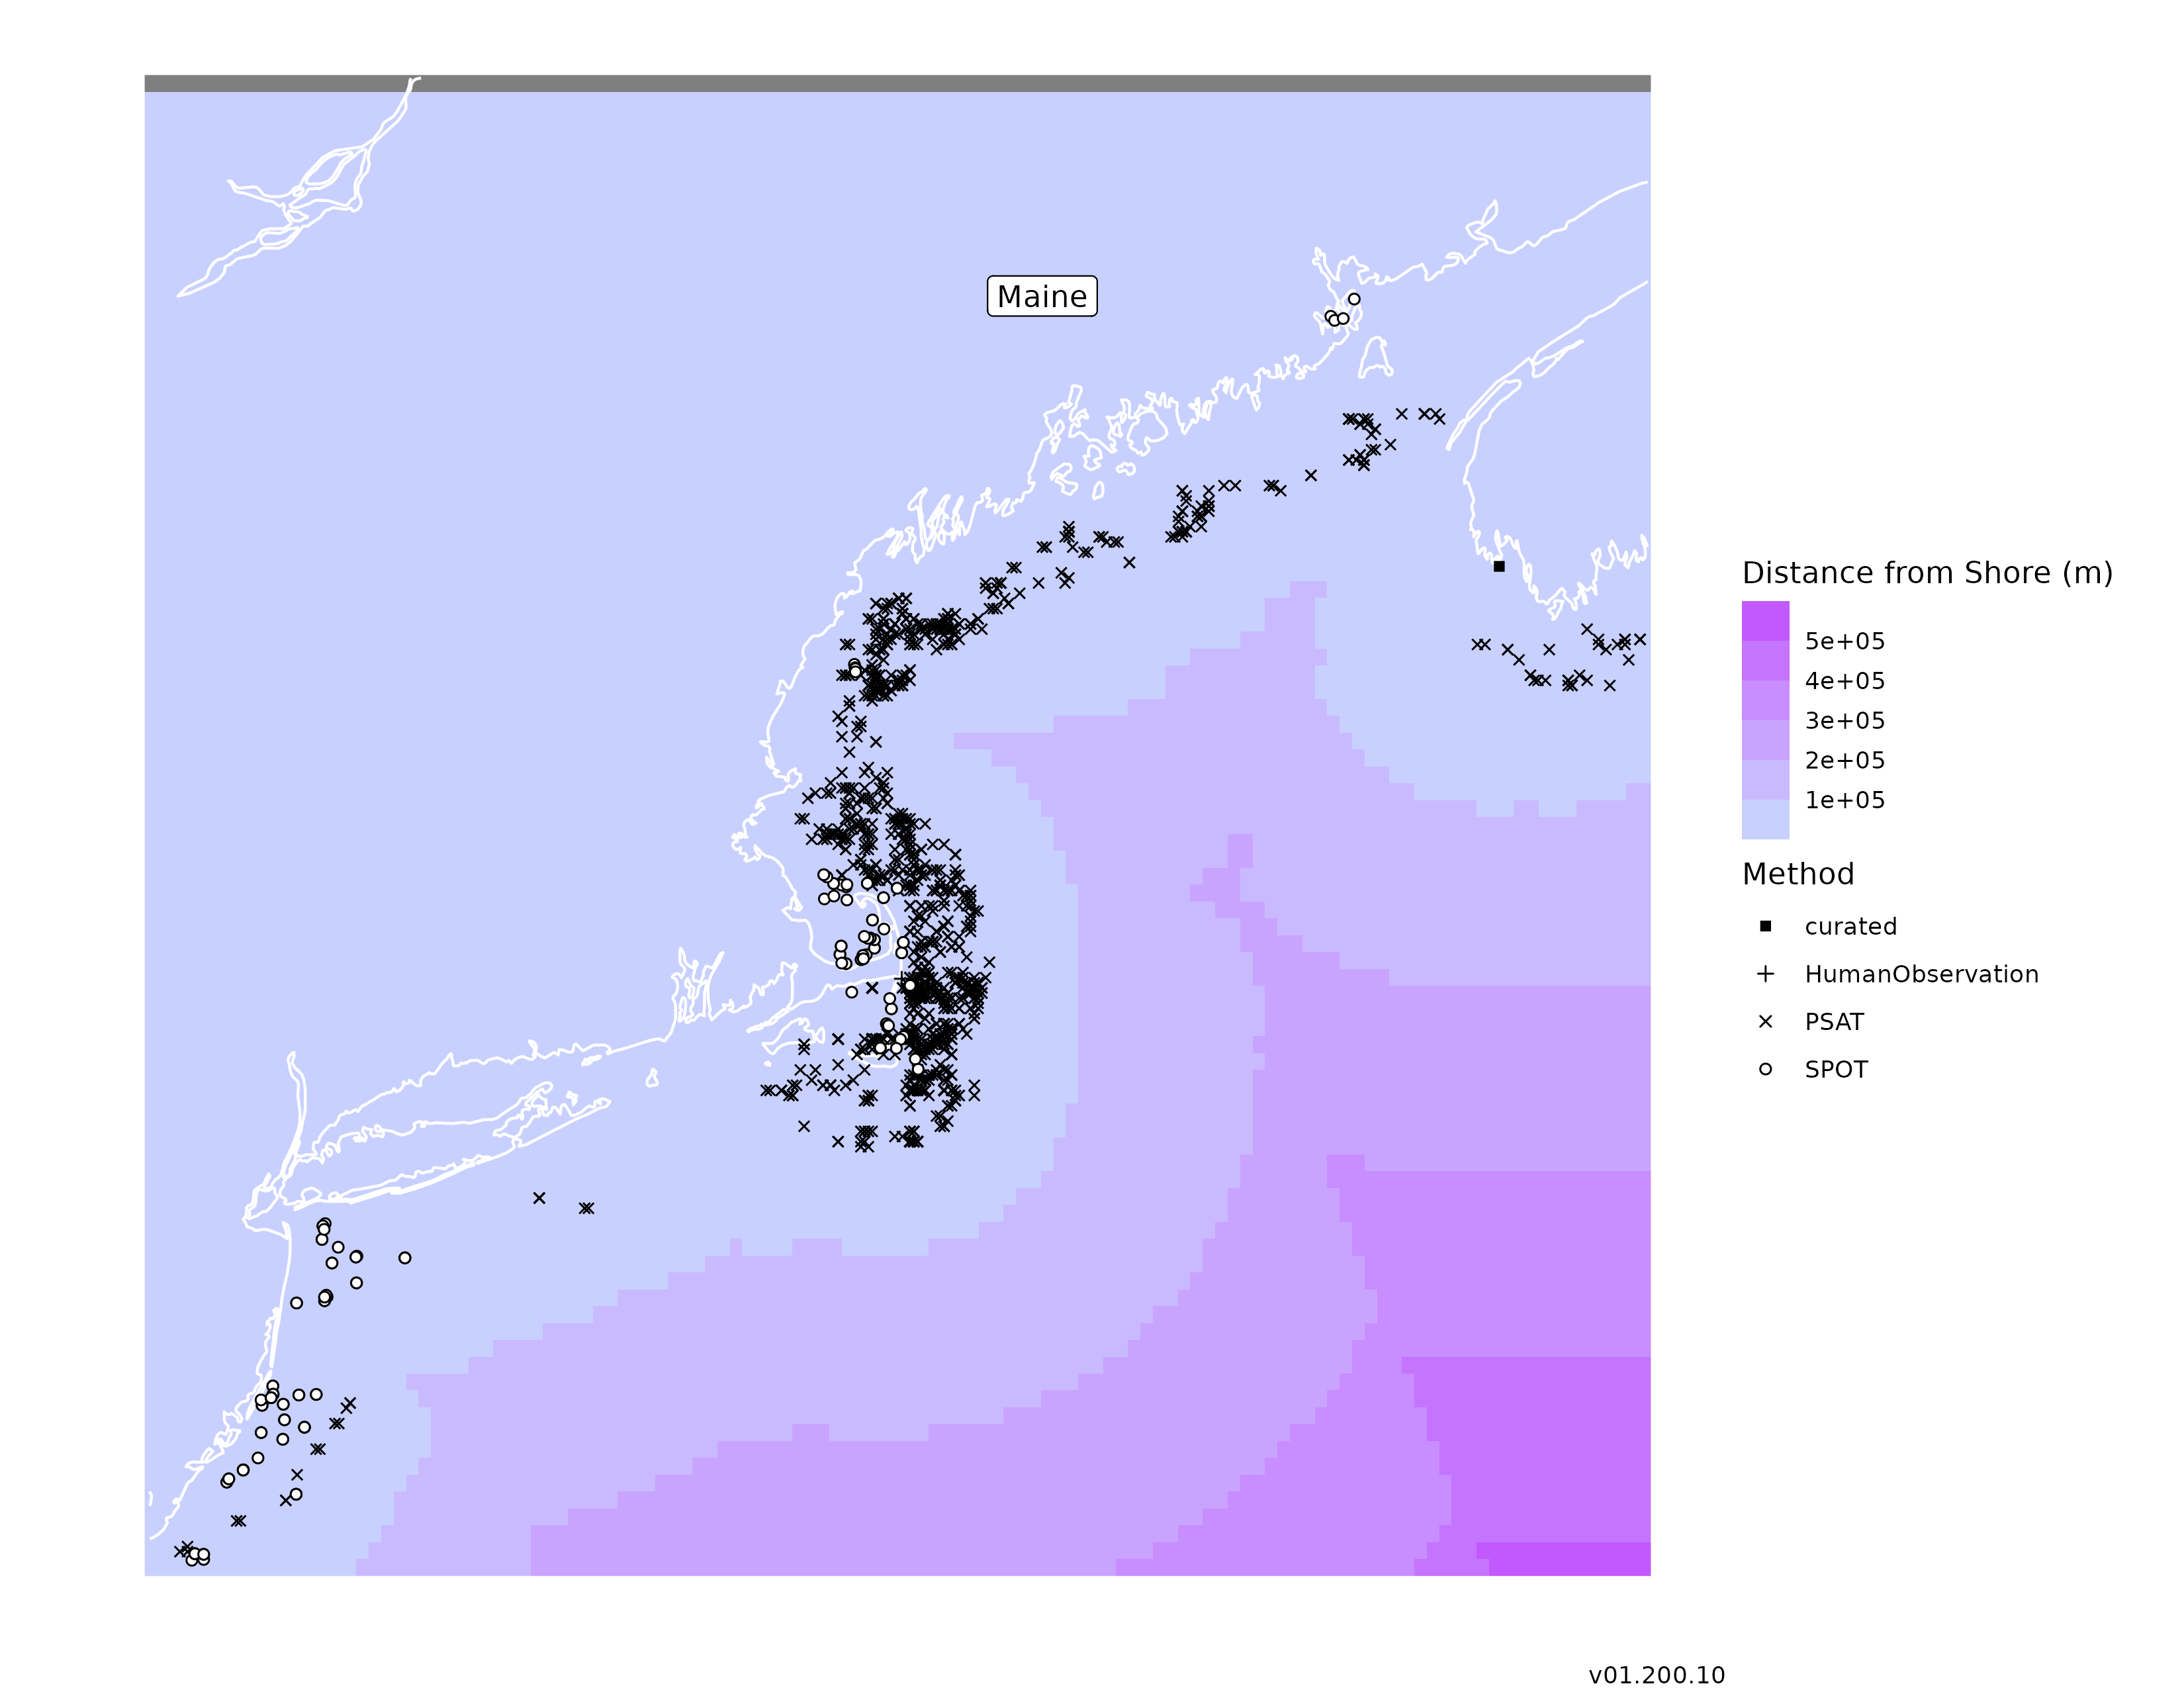 Maine
Distance from Shore (m)
5e+05
4e+05
3e+05
2e+05
1e+05
Method
curated
HumanObservation
PSAT
SPOT
v01.200.10